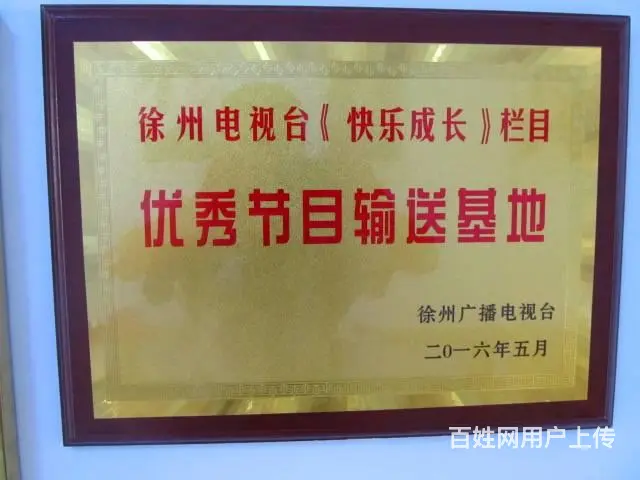 徐州电视台《快乐成长》栏目
优秀节目输送基地
徐州广播电视台
二0一六年五月
百姓网用户上传